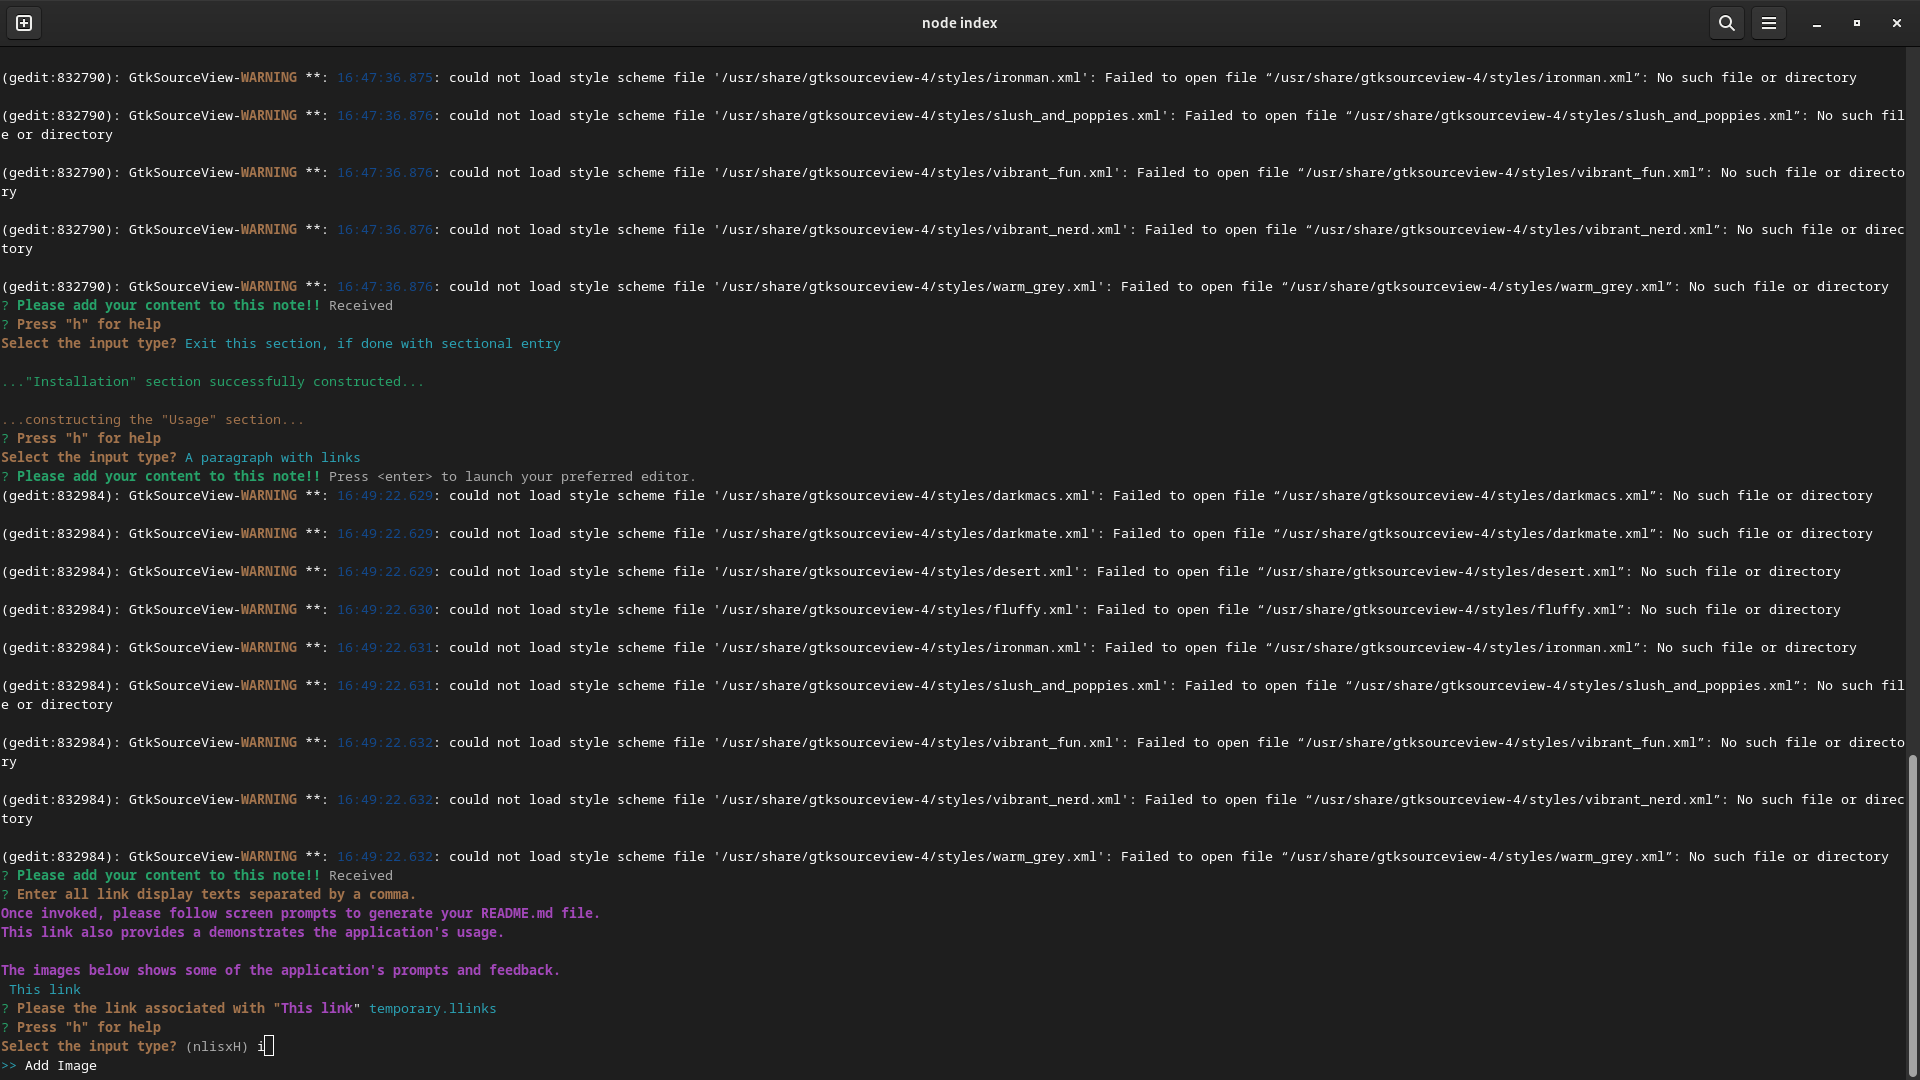 node index
(gedit:832790): GtkSourceView-WARNING **: 16:47:36.875: could not load style scheme file '/usr/share/gtksourceview-4/styles/ironman.xml': Failed to open file “/usr/share/gtksourceview-4/styles/ironman.xml”: No such file or directory
(gedit:832790): GtkSourceView-WARNING **: 16:47:36.876: could not load style scheme file '/usr/share/gtksourceview-4/styles/slush_and_poppies.xml': Failed to open file “/usr/share/gtksourceview-4/styles/slush_and_poppies.xml”: No such fil
e or directory
(gedit:832790): GtkSourceView-WARNING **: 16:47:36.876: could not load style scheme file '/usr/share/gtksourceview-4/styles/vibrant_fun.xml': Failed to open file “/usr/share/gtksourceview-4/styles/vibrant_fun.xml”: No such file or directo
ry
(gedit:832790): GtkSourceView-WARNING **: 16:47:36.876: could not load style scheme file '/usr/share/gtksourceview-4/styles/vibrant_nerd.xml': Failed to open file “/usr/share/gtksourceview-4/styles/vibrant_nerd.xml”: No such file or direc
tory
(gedit:832790): GtkSourceView-WARNING **: 16:47:36.876: could not load style scheme file '/usr/share/gtksourceview-4/styles/warm_grey.xml': Failed to open file “/usr/share/gtksourceview-4/styles/warm_grey.xml”: No such file or directory
? Please add your content to this note!! Received
? Press "h" for help
Select the input type? Exit this section, if done with sectional entry
..."Installation" section successfully constructed...
...constructing the "Usage" section...
? Press "h" for help
Select the input type? A paragraph with links
? Please add your content to this note!! Press <enter> to launch your preferred editor.
(gedit:832984): GtkSourceView-WARNING **: 16:49:22.629: could not load style scheme file '/usr/share/gtksourceview-4/styles/darkmacs.xml': Failed to open file “/usr/share/gtksourceview-4/styles/darkmacs.xml”: No such file or directory
(gedit:832984): GtkSourceView-WARNING **: 16:49:22.629: could not load style scheme file '/usr/share/gtksourceview-4/styles/darkmate.xml': Failed to open file “/usr/share/gtksourceview-4/styles/darkmate.xml”: No such file or directory
(gedit:832984): GtkSourceView-WARNING **: 16:49:22.629: could not load style scheme file '/usr/share/gtksourceview-4/styles/desert.xml': Failed to open file “/usr/share/gtksourceview-4/styles/desert.xml”: No such file or directory
(gedit:832984): GtkSourceView-WARNING **: 16:49:22.630: could not load style scheme file '/usr/share/gtksourceview-4/styles/fluffy.xml': Failed to open file “/usr/share/gtksourceview-4/styles/fluffy.xml”: No such file or directory
(gedit:832984): GtkSourceView-WARNING **: 16:49:22.631: could not load style scheme file '/usr/share/gtksourceview-4/styles/ironman.xml': Failed to open file “/usr/share/gtksourceview-4/styles/ironman.xml”: No such file or directory
(gedit:832984): GtkSourceView-WARNING **: 16:49:22.631: could not load style scheme file '/usr/share/gtksourceview-4/styles/slush_and_poppies.xml': Failed to open file “/usr/share/gtksourceview-4/styles/slush_and_poppies.xml”: No such fil
e or directory
(gedit:832984): GtkSourceView-WARNING **: 16:49:22.632: could not load style scheme file '/usr/share/gtksourceview-4/styles/vibrant_fun.xml': Failed to open file “/usr/share/gtksourceview-4/styles/vibrant_fun.xml”: No such file or directo
ry
(gedit:832984): GtkSourceView-WARNING **: 16:49:22.632: could not load style scheme file '/usr/share/gtksourceview-4/styles/vibrant_nerd.xml': Failed to open file “/usr/share/gtksourceview-4/styles/vibrant_nerd.xml”: No such file or direc
tory
(gedit:832984): GtkSourceView-WARNING **: 16:49:22.632: could not load style scheme file '/usr/share/gtksourceview-4/styles/warm_grey.xml': Failed to open file “/usr/share/gtksourceview-4/styles/warm_grey.xml”: No such file or directory
? Please add your content to this note!! Received
? Enter all link display texts separated by a comma.
Once invoked, please follow screen prompts to generate your README.md file.
This link also provides a demonstrates the application's usage.
The images below shows some of the application's prompts and feedback.
This link
? Please the link associated with "This link" temporary.llinks
? Press "h" for help
Select the input type? (nlisxH) i
>> Add Image